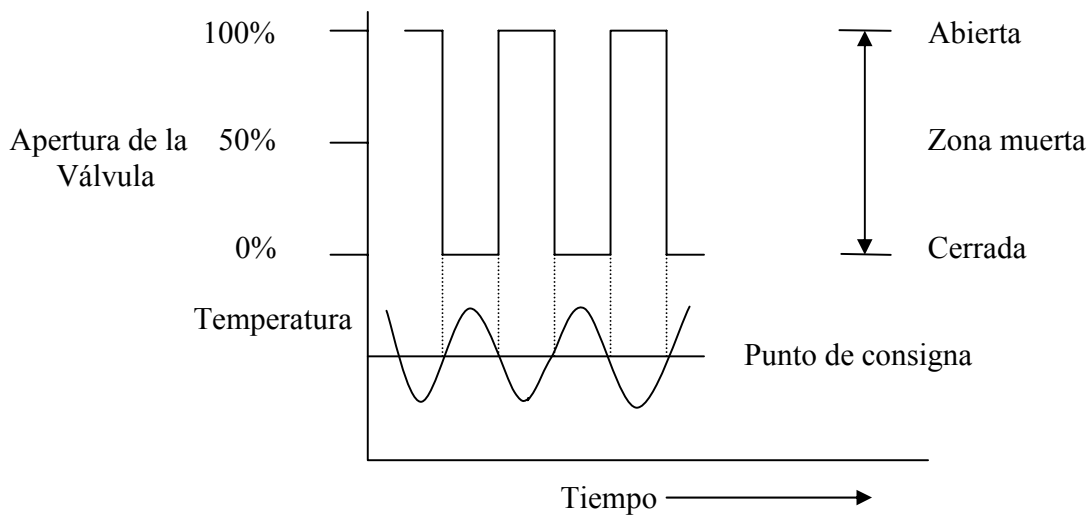 100%
Abierta
Apertura de la
Válvula
50%
Zona muerta
0%
Cerrada
Temperatura
Punto de consigna
Tiempo